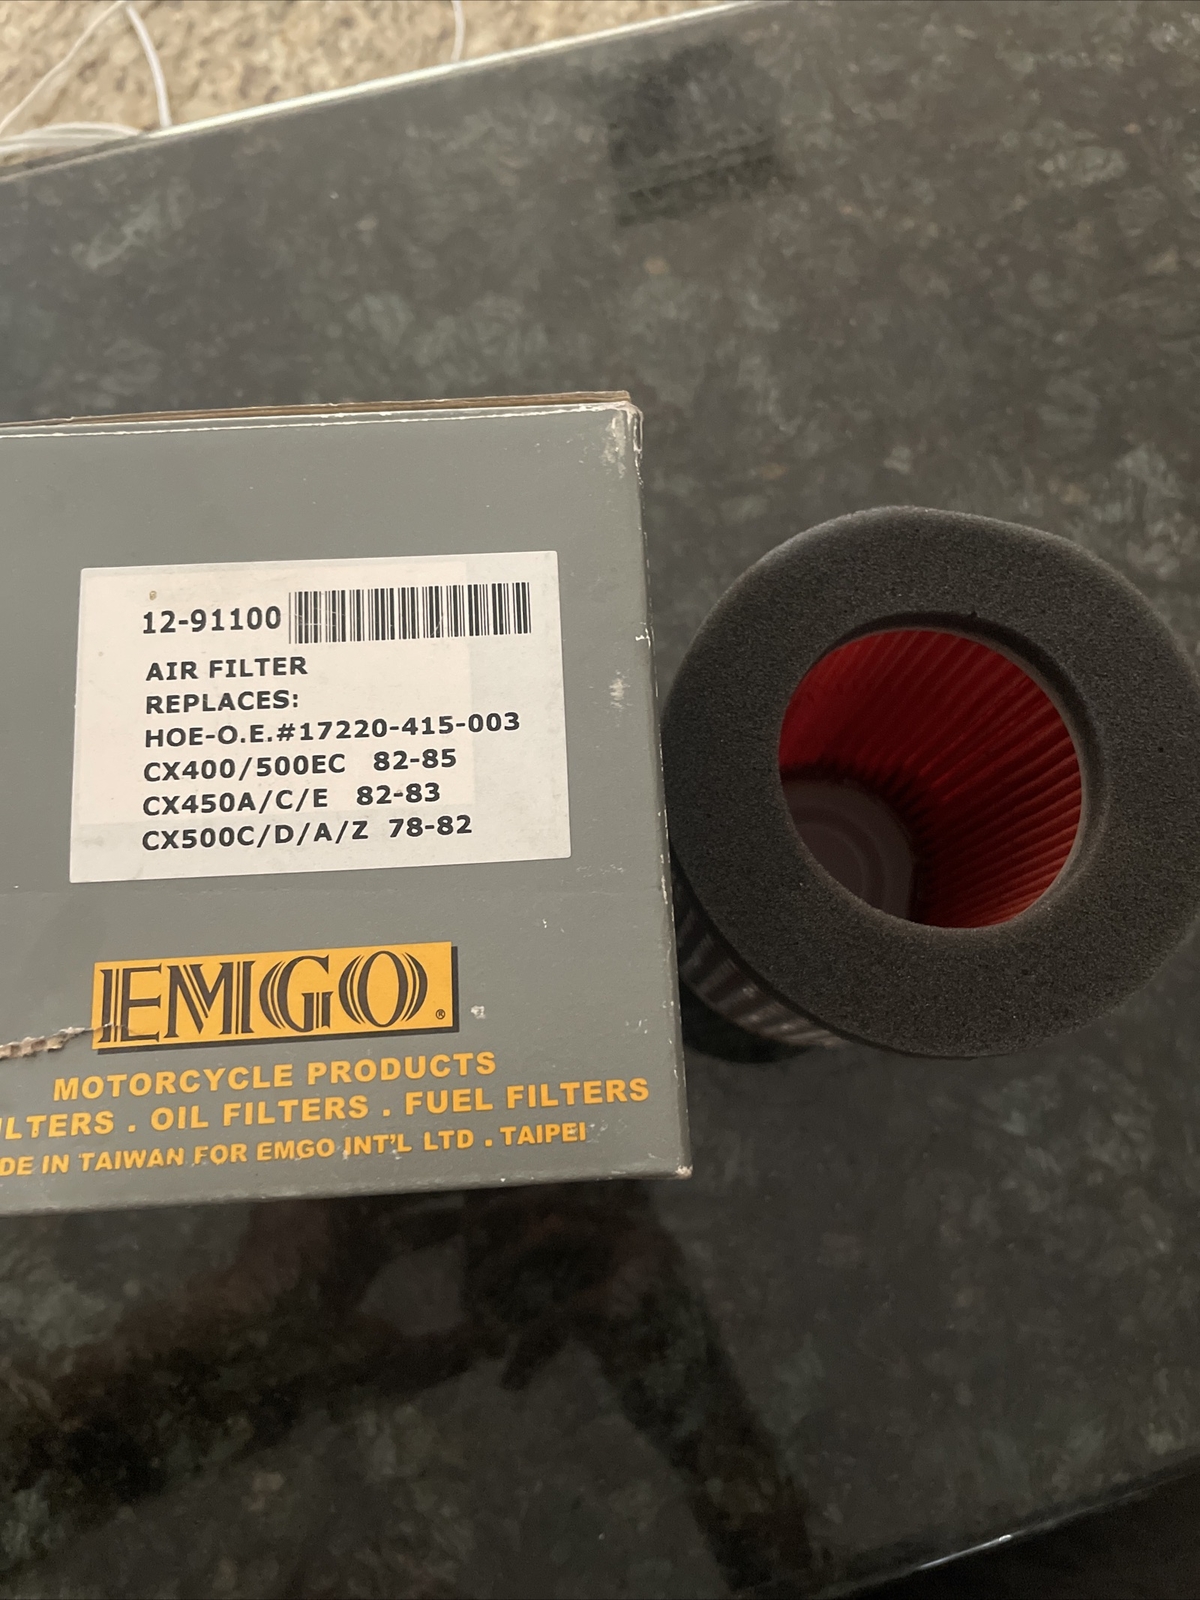 12-91100
AIR FILTER
REPLACES:
HOE-O.E.#17220-415-003
CX400/500EC 82-85
CX450A/C/E 82-83
CX500C/D/A/Z 78-82
EMGO®
MOTORCYCLE PRODUCTS
. OIL FILTERS . FUEL FILTERS
IN TAIWAN FOR EMGO INT'L LTD . TAIPEI